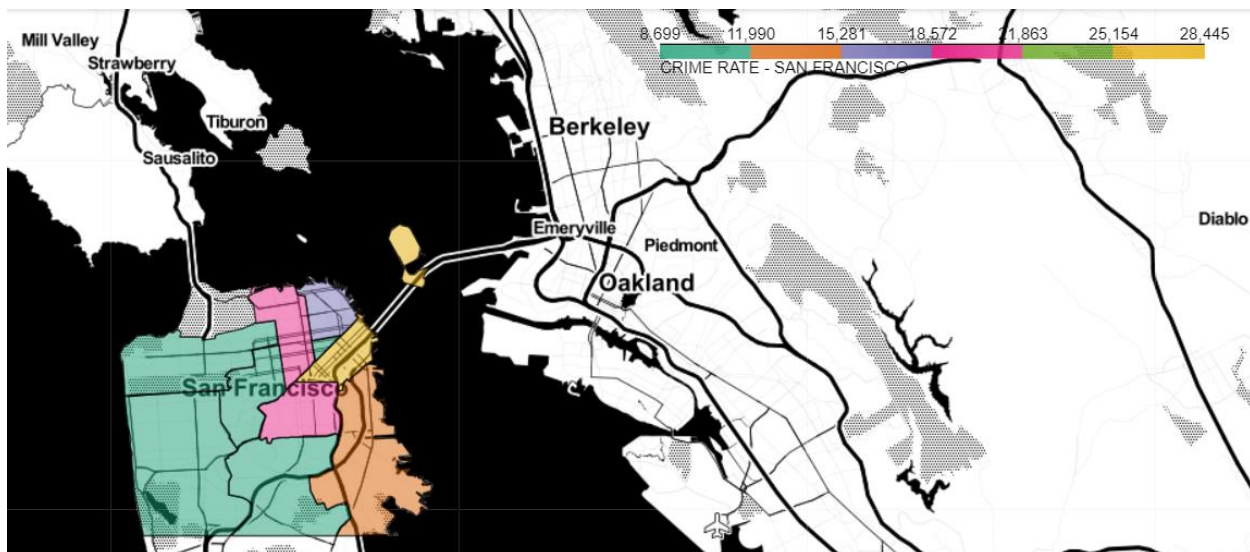 8,699 11,990 15,281 18,572 21,863 25,154 28,445
CRIME RATE - SAN FRANCISCO
Mill Valley
Strawberry
Tiburon
Berkeley
Sausalito
Diablo
Emeryville
Piedmont
Oakland
San Francisco